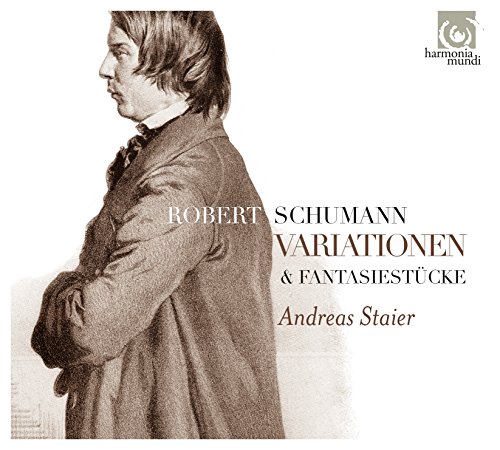 harmonia
mundi
ROBERT SCHUMANN
VARIATIONEN
& FANTASIESTÜCKE
Andreas Staier